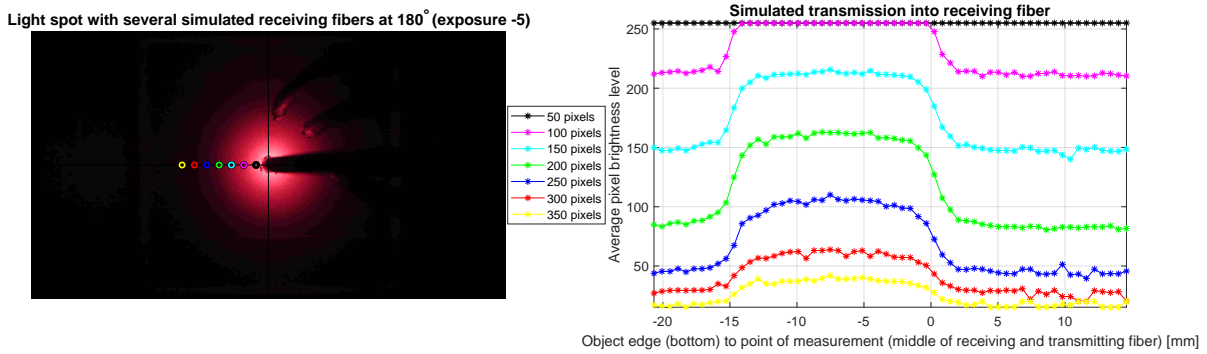 Light spot with several simulated receiving fibers at 180° (exposure -5)
50 pixels
100 pixels
150 pixels
200 pixels
250 pixels
300 pixels
350 pixels
Simulated transmission into receiving fiber
Average pixel brightness level
250
200
150
100
50
-20
-15
-10
-5
0
5
10
Object edge (bottom) to point of measurement (middle of receiving and transmitting fiber) [mm]